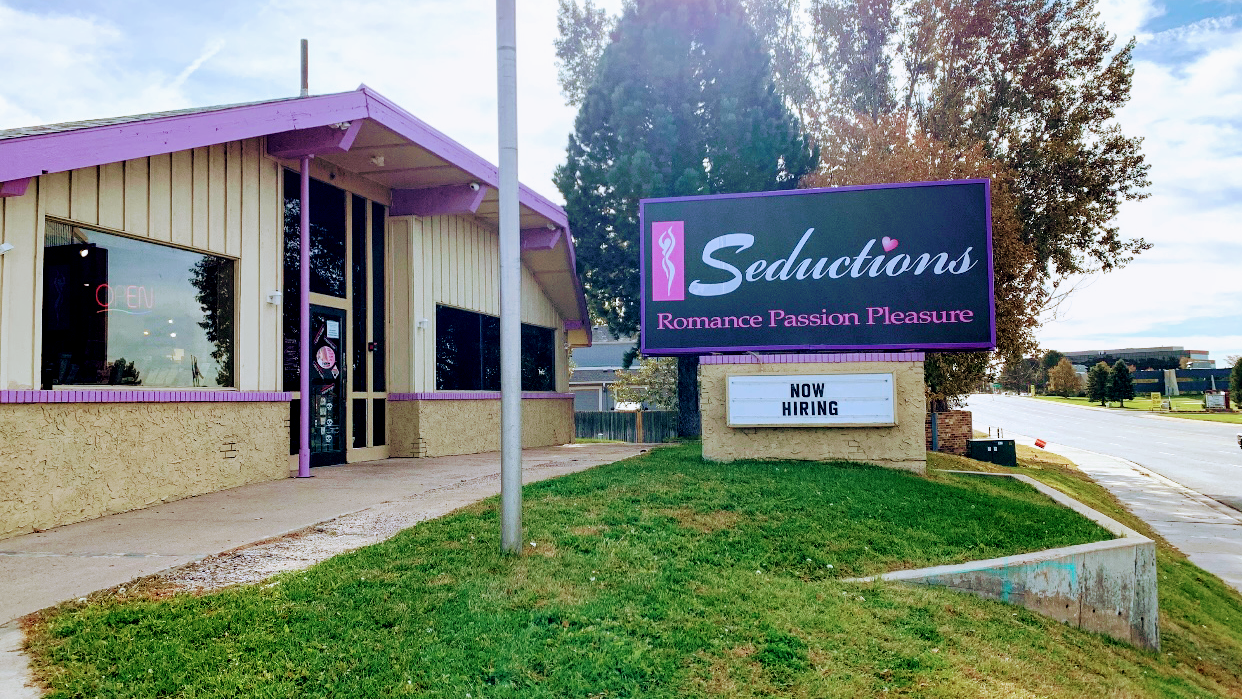 OPEN
Seductions
Romance Passion Pleasure
NOW
HIRING